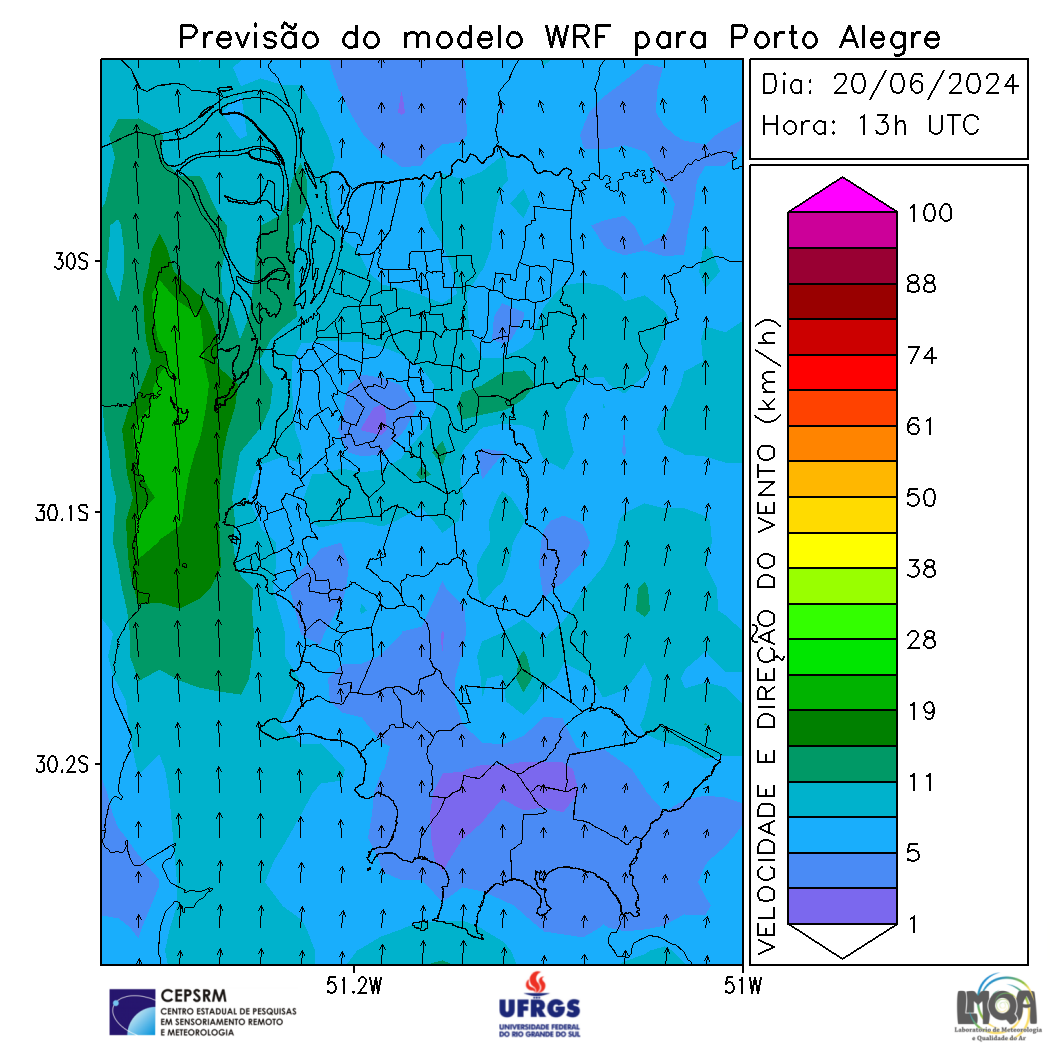 Previsão do modelo WRF para Porto Alegre
Dia: 20/06/2024
Hora: 13h UTC
30S
30.1S
30.2S
51.2W
51W
VELOCIDADE E DIREÇÃO DO VENTO (km/h)
100
88
74
61
50
38
28
19
11
5
1
CEPSRM
CENTRO ESTADUAL DE PESQUISAS
EM SENSORIAMENTO REMOTO
E METEOROLOGIA
UFRGS
UNIVERSIDADE FEDERAL
DO RIO GRANDE DO SUL
LMQA
Laboratório de Meteorologia
e Qualidade do Ar